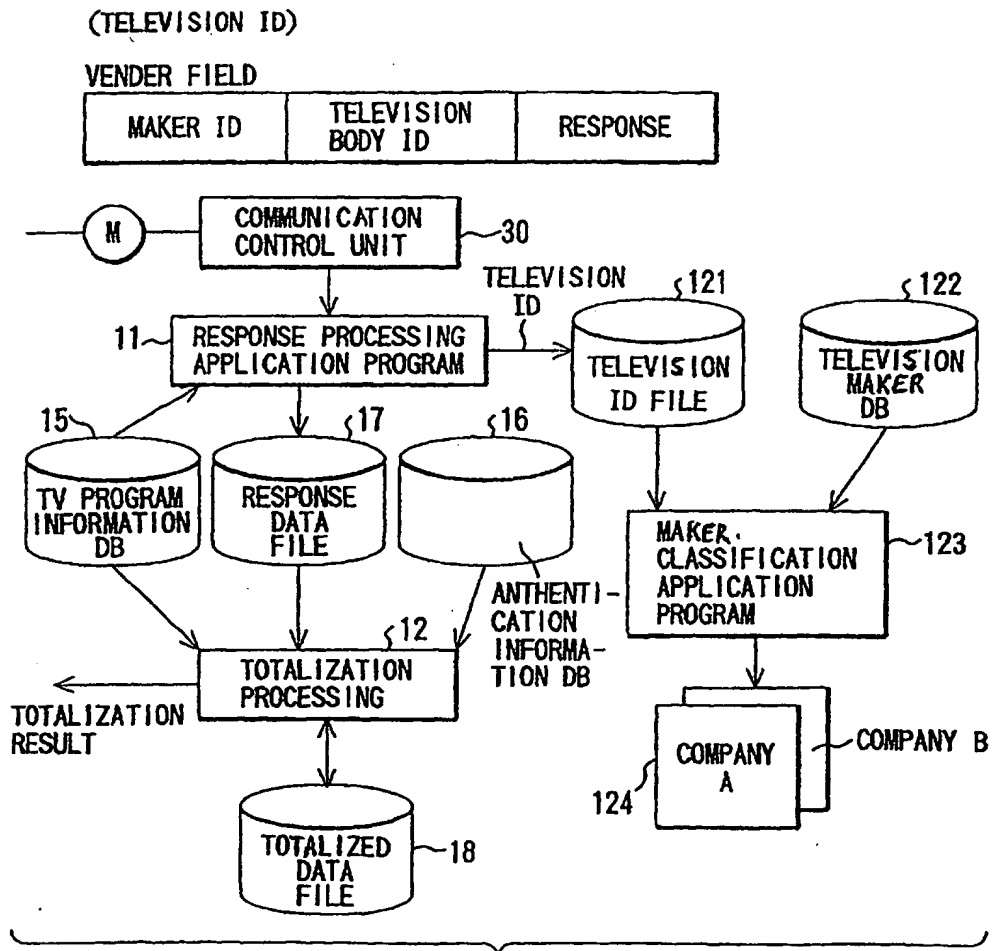 (TELEVISION ID)
VENDER FIELD
MAKER ID
TELEVISION
BODY ID
RESPONSE
M
COMMUNICATION
CONTROL UNIT
30
TELEVISION
ID
121
122
11
RESPONSE PROCESSING
APPLICATION PROGRAM
TELEVISION
ID FILE
TELEVISION
MAKER
DB
15
17
16
TV PROGRAM
INFORMATION
DB
RESPONSE
DATA
FILE
ANTHENTI-
CATION
INFORMA-
TION DB
MAKER.
CLASSIFICATION
APPLICATION
PROGRAM
123
12
TOTALIZATION
PROCESSING
TOTALIZATION
RESULT
COMPANY
A
COMPANY B
124
TOTALIZED
DATA
FILE
18